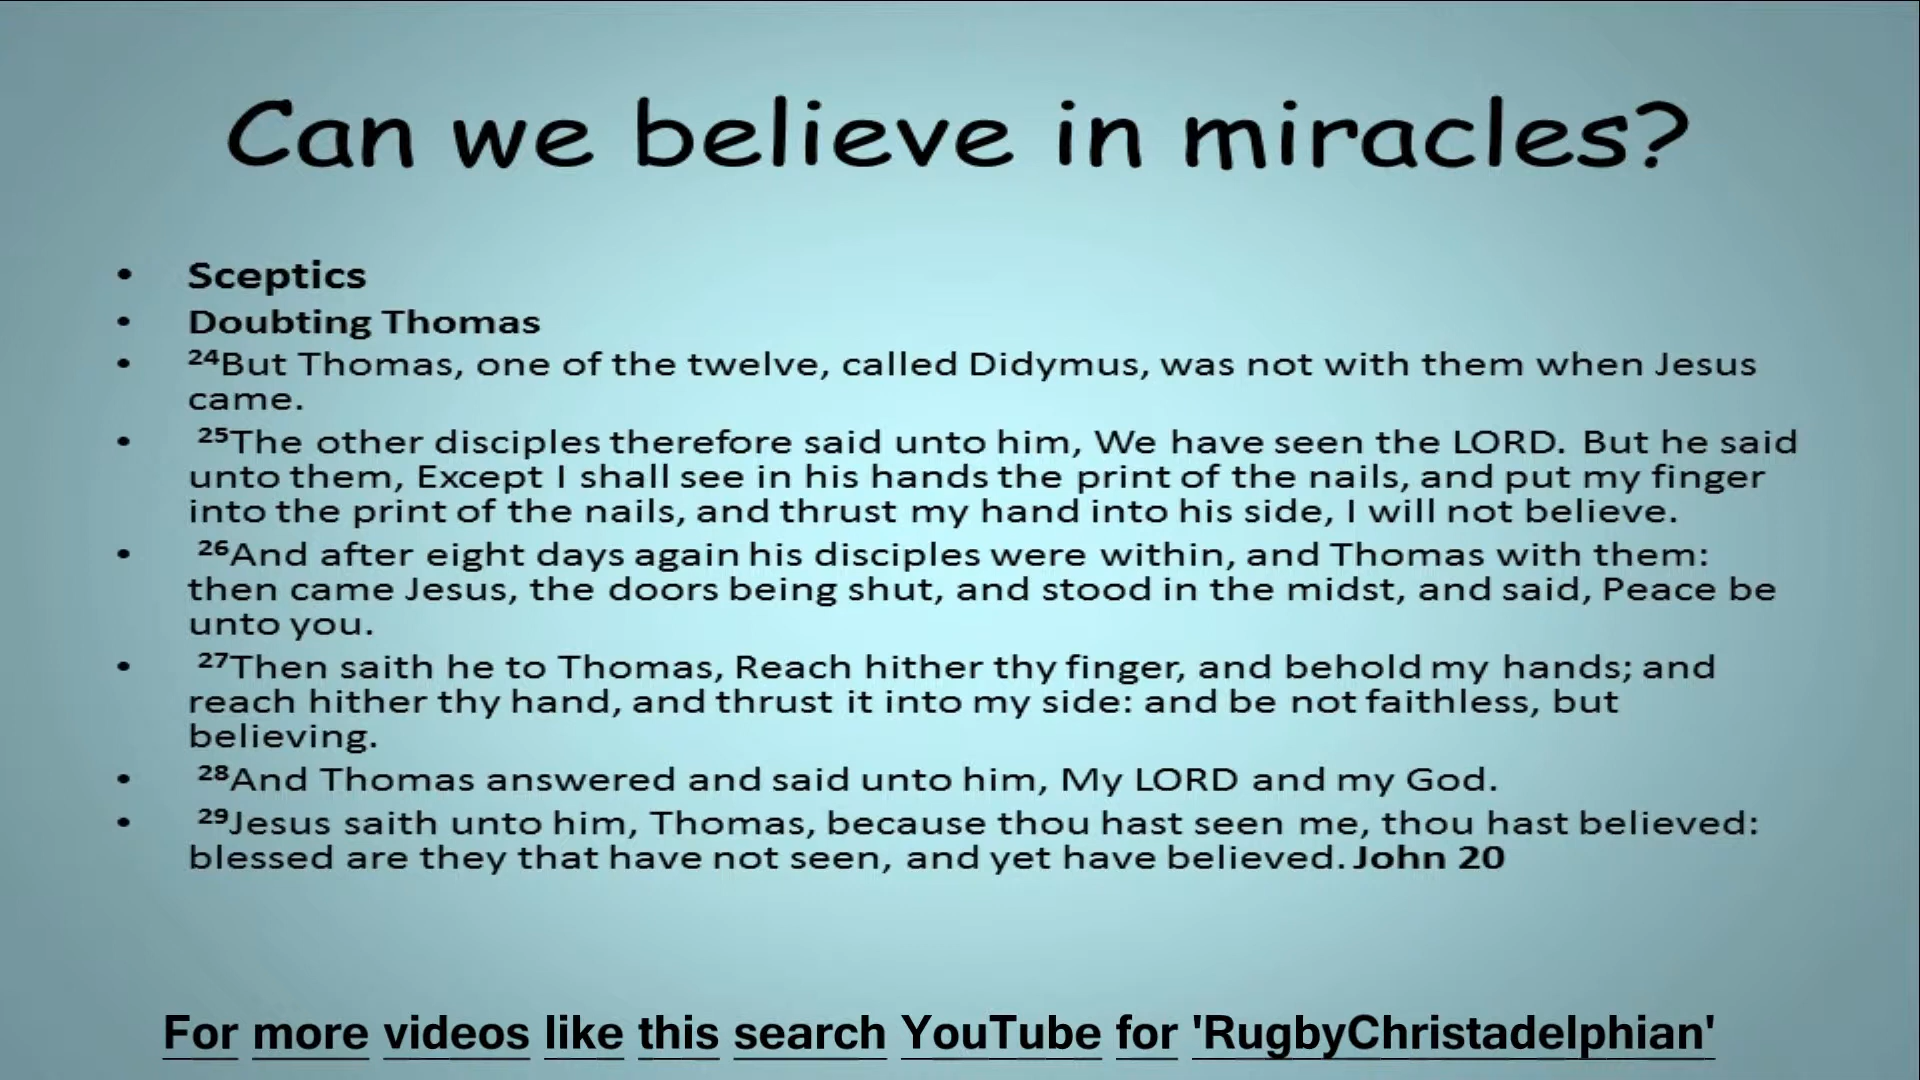 Can we believe in miracles?
• Sceptics
• Doubting Thomas
• ²⁴But Thomas, one of the twelve, called Didymus, was not with them when Jesus
came.
• ²⁵The other disciples therefore said unto him, We have seen the LORD. But he said
unto them, Except I shall see in his hands the print of the nails, and put my finger
into the print of the nails, and thrust my hand into his side, I will not believe.
• ²⁶And after eight days again his disciples were within, and Thomas with them:
then came Jesus, the doors being shut, and stood in the midst, and said, Peace be
unto you.
• ²⁷Then saith he to Thomas, Reach hither thy finger, and behold my hands; and
reach hither thy hand, and thrust it into my side: and be not faithless, but
believing.
• ²⁸And Thomas answered and said unto him, My LORD and my God.
• ²⁹Jesus saith unto him, Thomas, because thou hast seen me, thou hast believed:
blessed are they that have not seen, and yet have believed. John 20
For more videos like this search YouTube for 'RugbyChristadelphian'